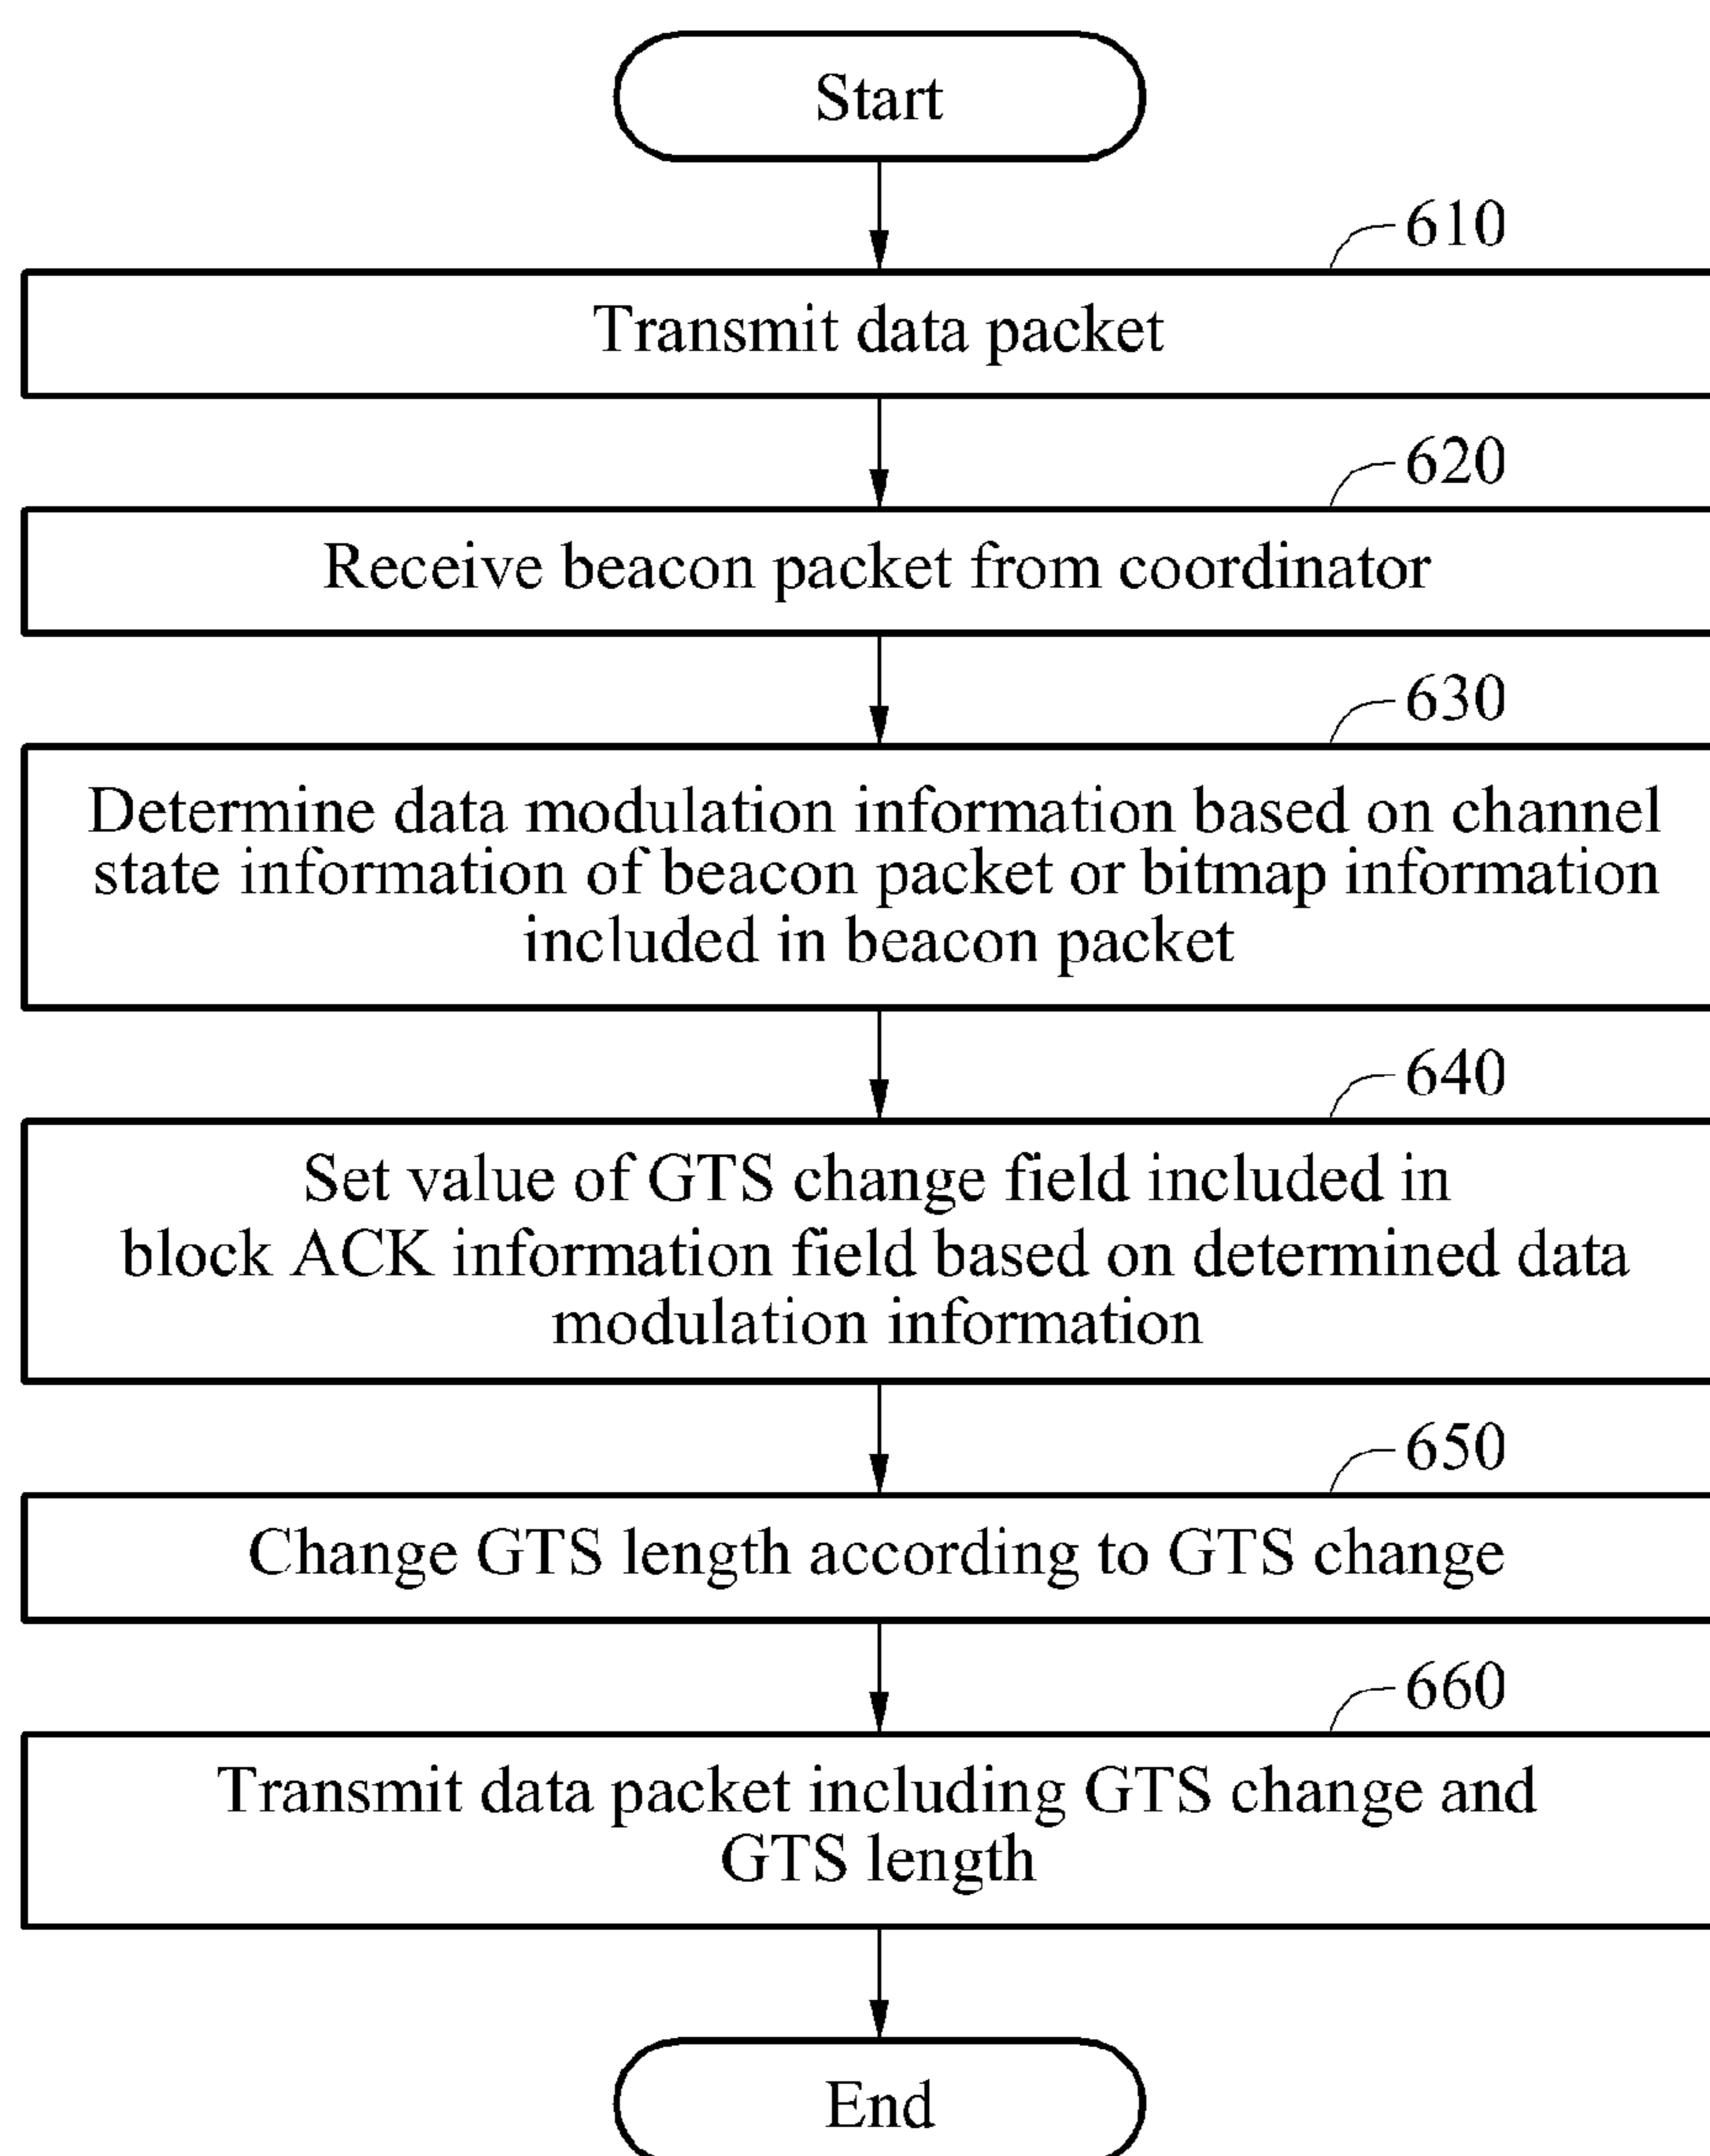 Start
610
Transmit data packet
620
Receive beacon packet from coordinator
630
Determine data modulation information based on channel
state information of beacon packet or bitmap information
included in beacon packet
640
Set value of GTS change field included in
block ACK information field based on determined data
modulation information
650
Change GTS length according to GTS change
660
Transmit data packet including GTS change and
GTS length
End